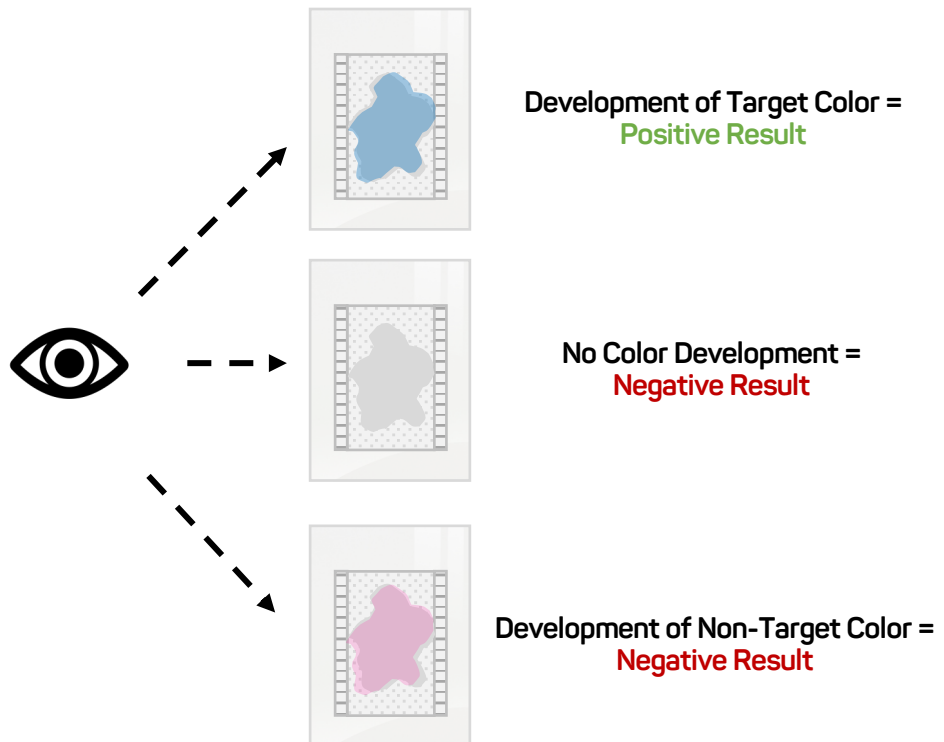 Development of Target Color =
Positive Result
No Color Development =
Negative Result
Development of Non-Target Color =
Negative Result